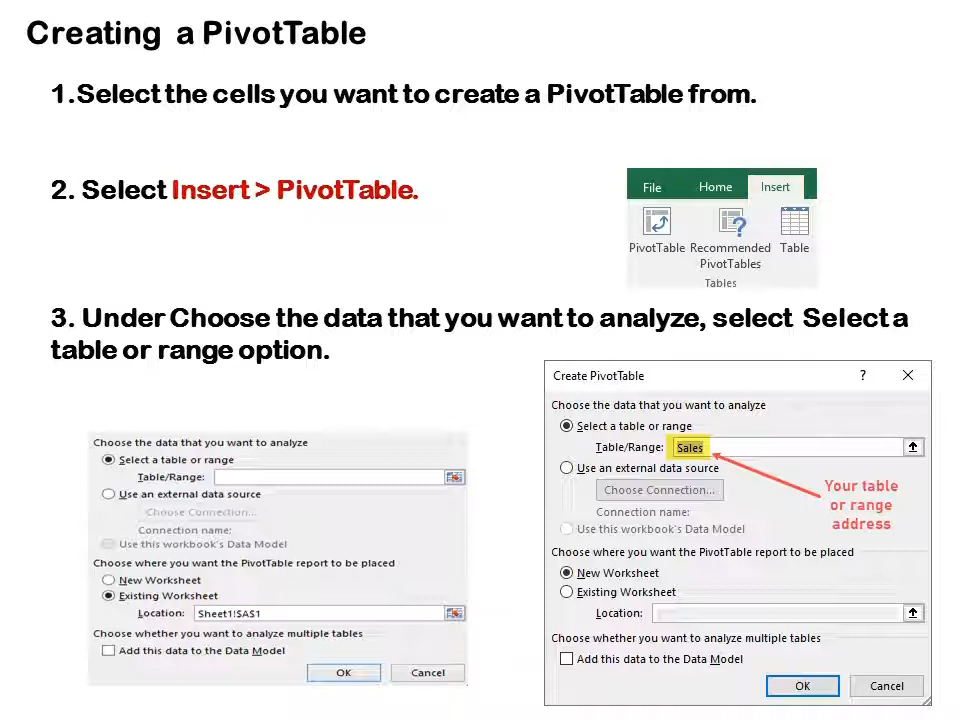 Creating a PivotTable
1.Select the cells you want to create a PivotTable from.
2. Select Insert > PivotTable.
File Home Insert
PivotTable Recommended Table
PivotTables
Tables
3. Under Choose the data that you want to analyze, select Select a
table or range option.
Choose the data that you want to analyze
Select a table or range
Table/Range:
Use an external data source
Choose Connection...
Connection name:
Use this workbook's Data Model
Choose where you want the PivotTable report to be placed
New Worksheet
Existing Worksheet
Location: Sheet1!$A$1
Choose whether you want to analyze multiple tables
Add this data to the Data Model
OK Cancel
Create PivotTable ?
Choose the data that you want to analyze
Select a table or range
Table/Range: Sales
Use an external data source
Choose Connection...
Connection name:
Use this workbook's Data Model
Your table
or range
address
Choose where you want the PivotTable report to be placed
New Worksheet
Existing Worksheet
Location:
Choose whether you want to analyze multiple tables
Add this data to the Data Model
OK Cancel